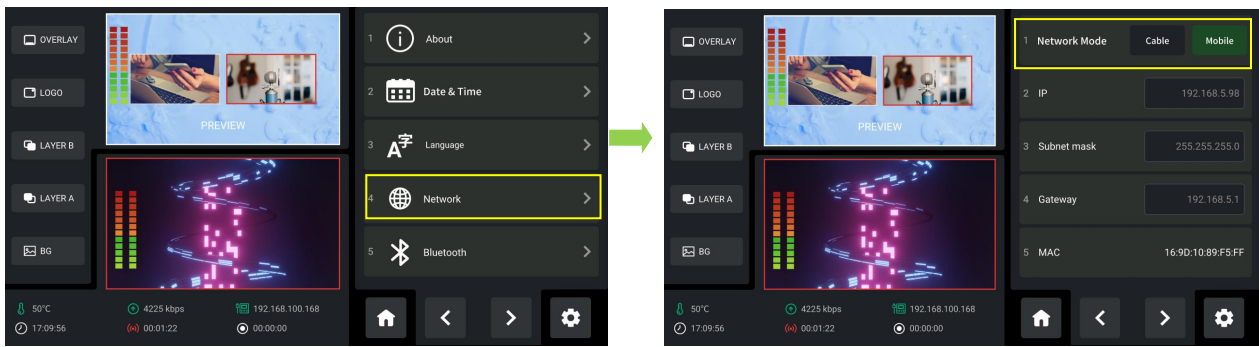 OVERLAY
LOGO
LAYER B
LAYER A
BG
PREVIEW
1 About
2 Date & Time
3 A字 Language
4 Network
5 Bluetooth
50°C
4225 kbps
192.168.100.168
17:09:56
00:01:22
00:00:00
OVERLAY
LOGO
LAYER B
LAYER A
BG
PREVIEW
1 Network Mode Cable Mobile
2 IP 192.168.5.98
3 Subnet mask 255.255.255.0
4 Gateway 192.168.5.1
5 MAC 16:9D:10:89:F5:FF
50°C
4225 kbps
192.168.100.168
17:09:56
00:01:22
00:00:00